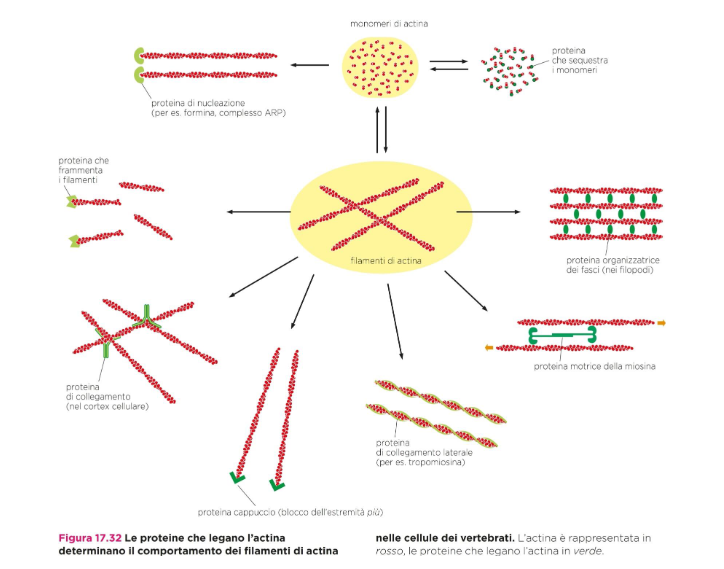 monomeri di actina
proteina
che sequestra
i monomeri
proteina di nucleazione
(per es. formina, complesso ARP)
proteina che
frammenta
i filamenti
filamenti di actina
proteina organizzatrice
dei fasci (nei filopodi)
proteina motrice della miosina
proteina
di collegamento
(nel cortex cellulare)
proteina
di collegamento laterale
(per es. tropomiosina)
proteina cappuccio (blocco dell'estremità più)
Figura 17.32 Le proteine che legano l'actina
determinano il comportamento dei filamenti di actina
nelle cellule dei vertebrati. L'actina è rappresentata in
rosso, le proteine che legano l'actina in verde.